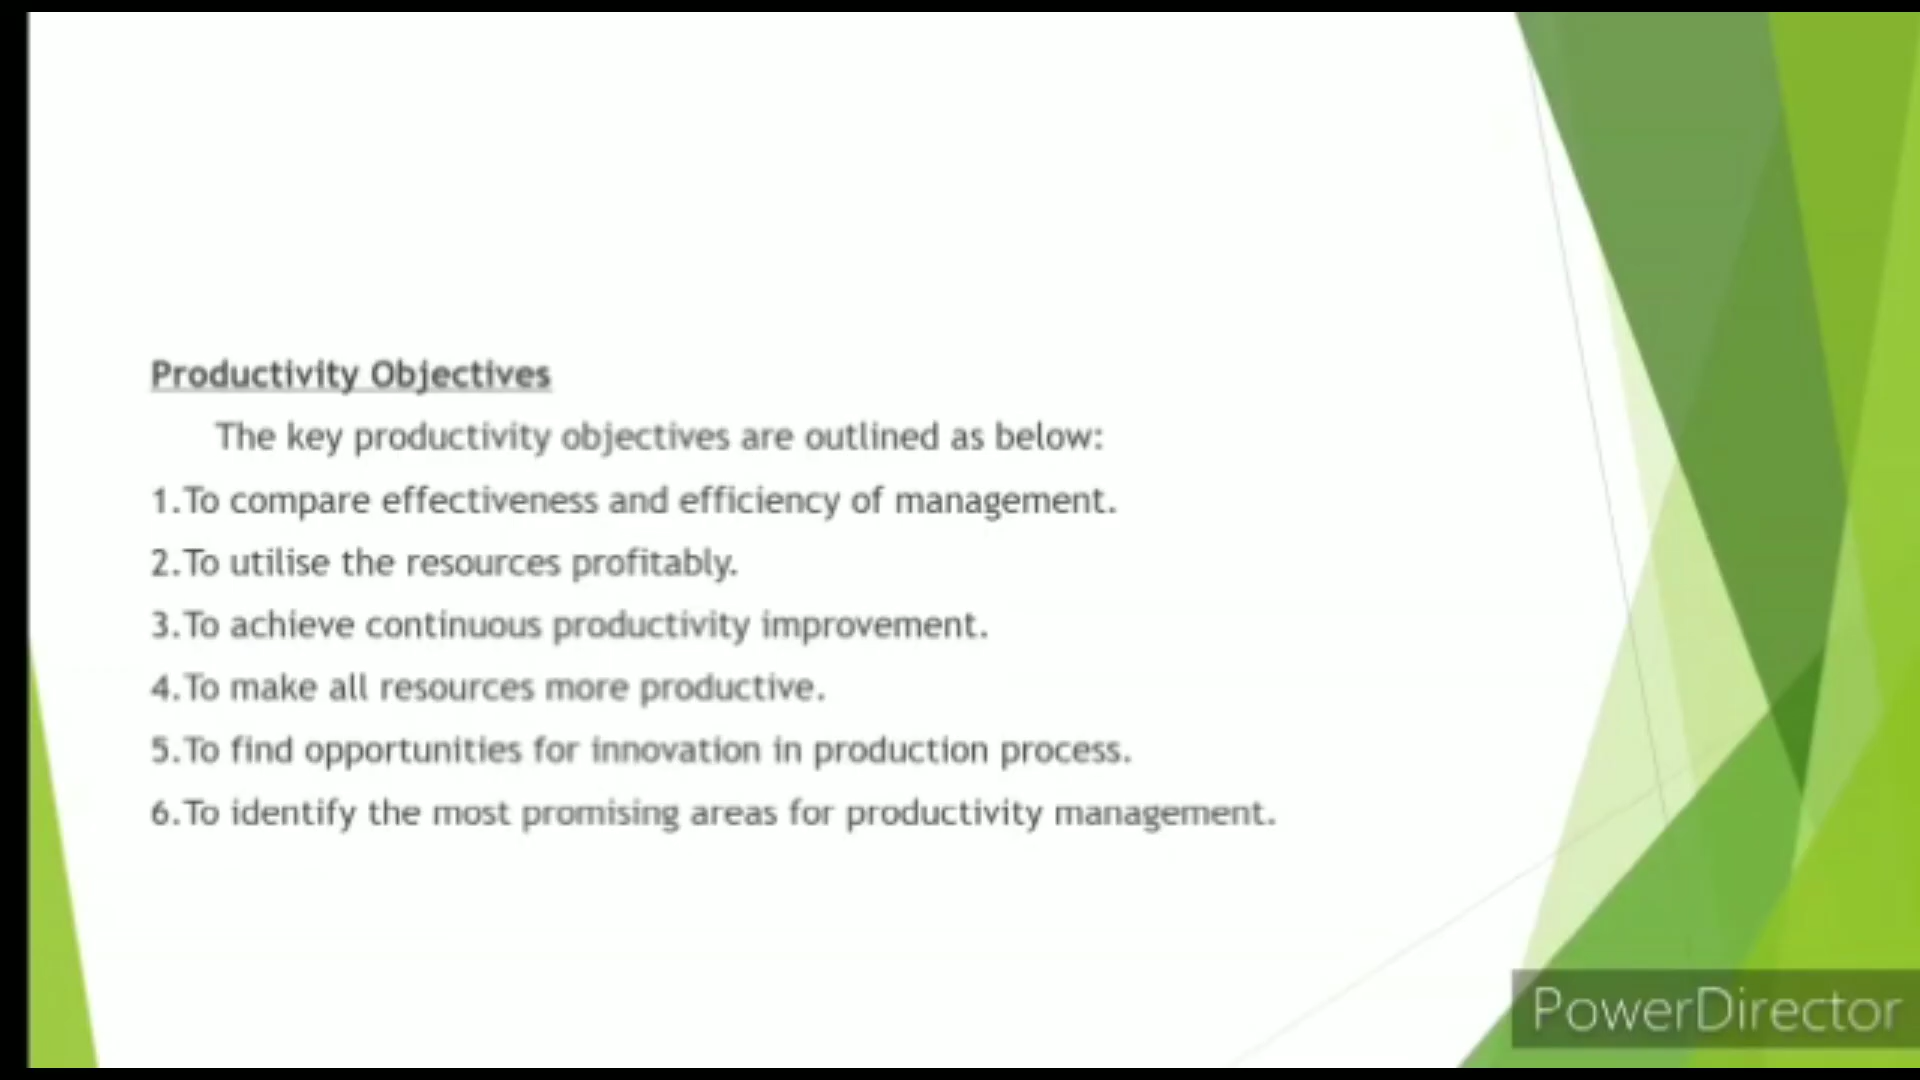 Productivity Objectives
The key productivity objectives are outlined as below:
1.To compare effectiveness and efficiency of management.
2.To utilise the resources profitably.
3.To achieve continuous productivity improvement.
4.To make all resources more productive.
5.To find opportunities for innovation in production process.
6.To identify the most promising areas for productivity management.
PowerDirector